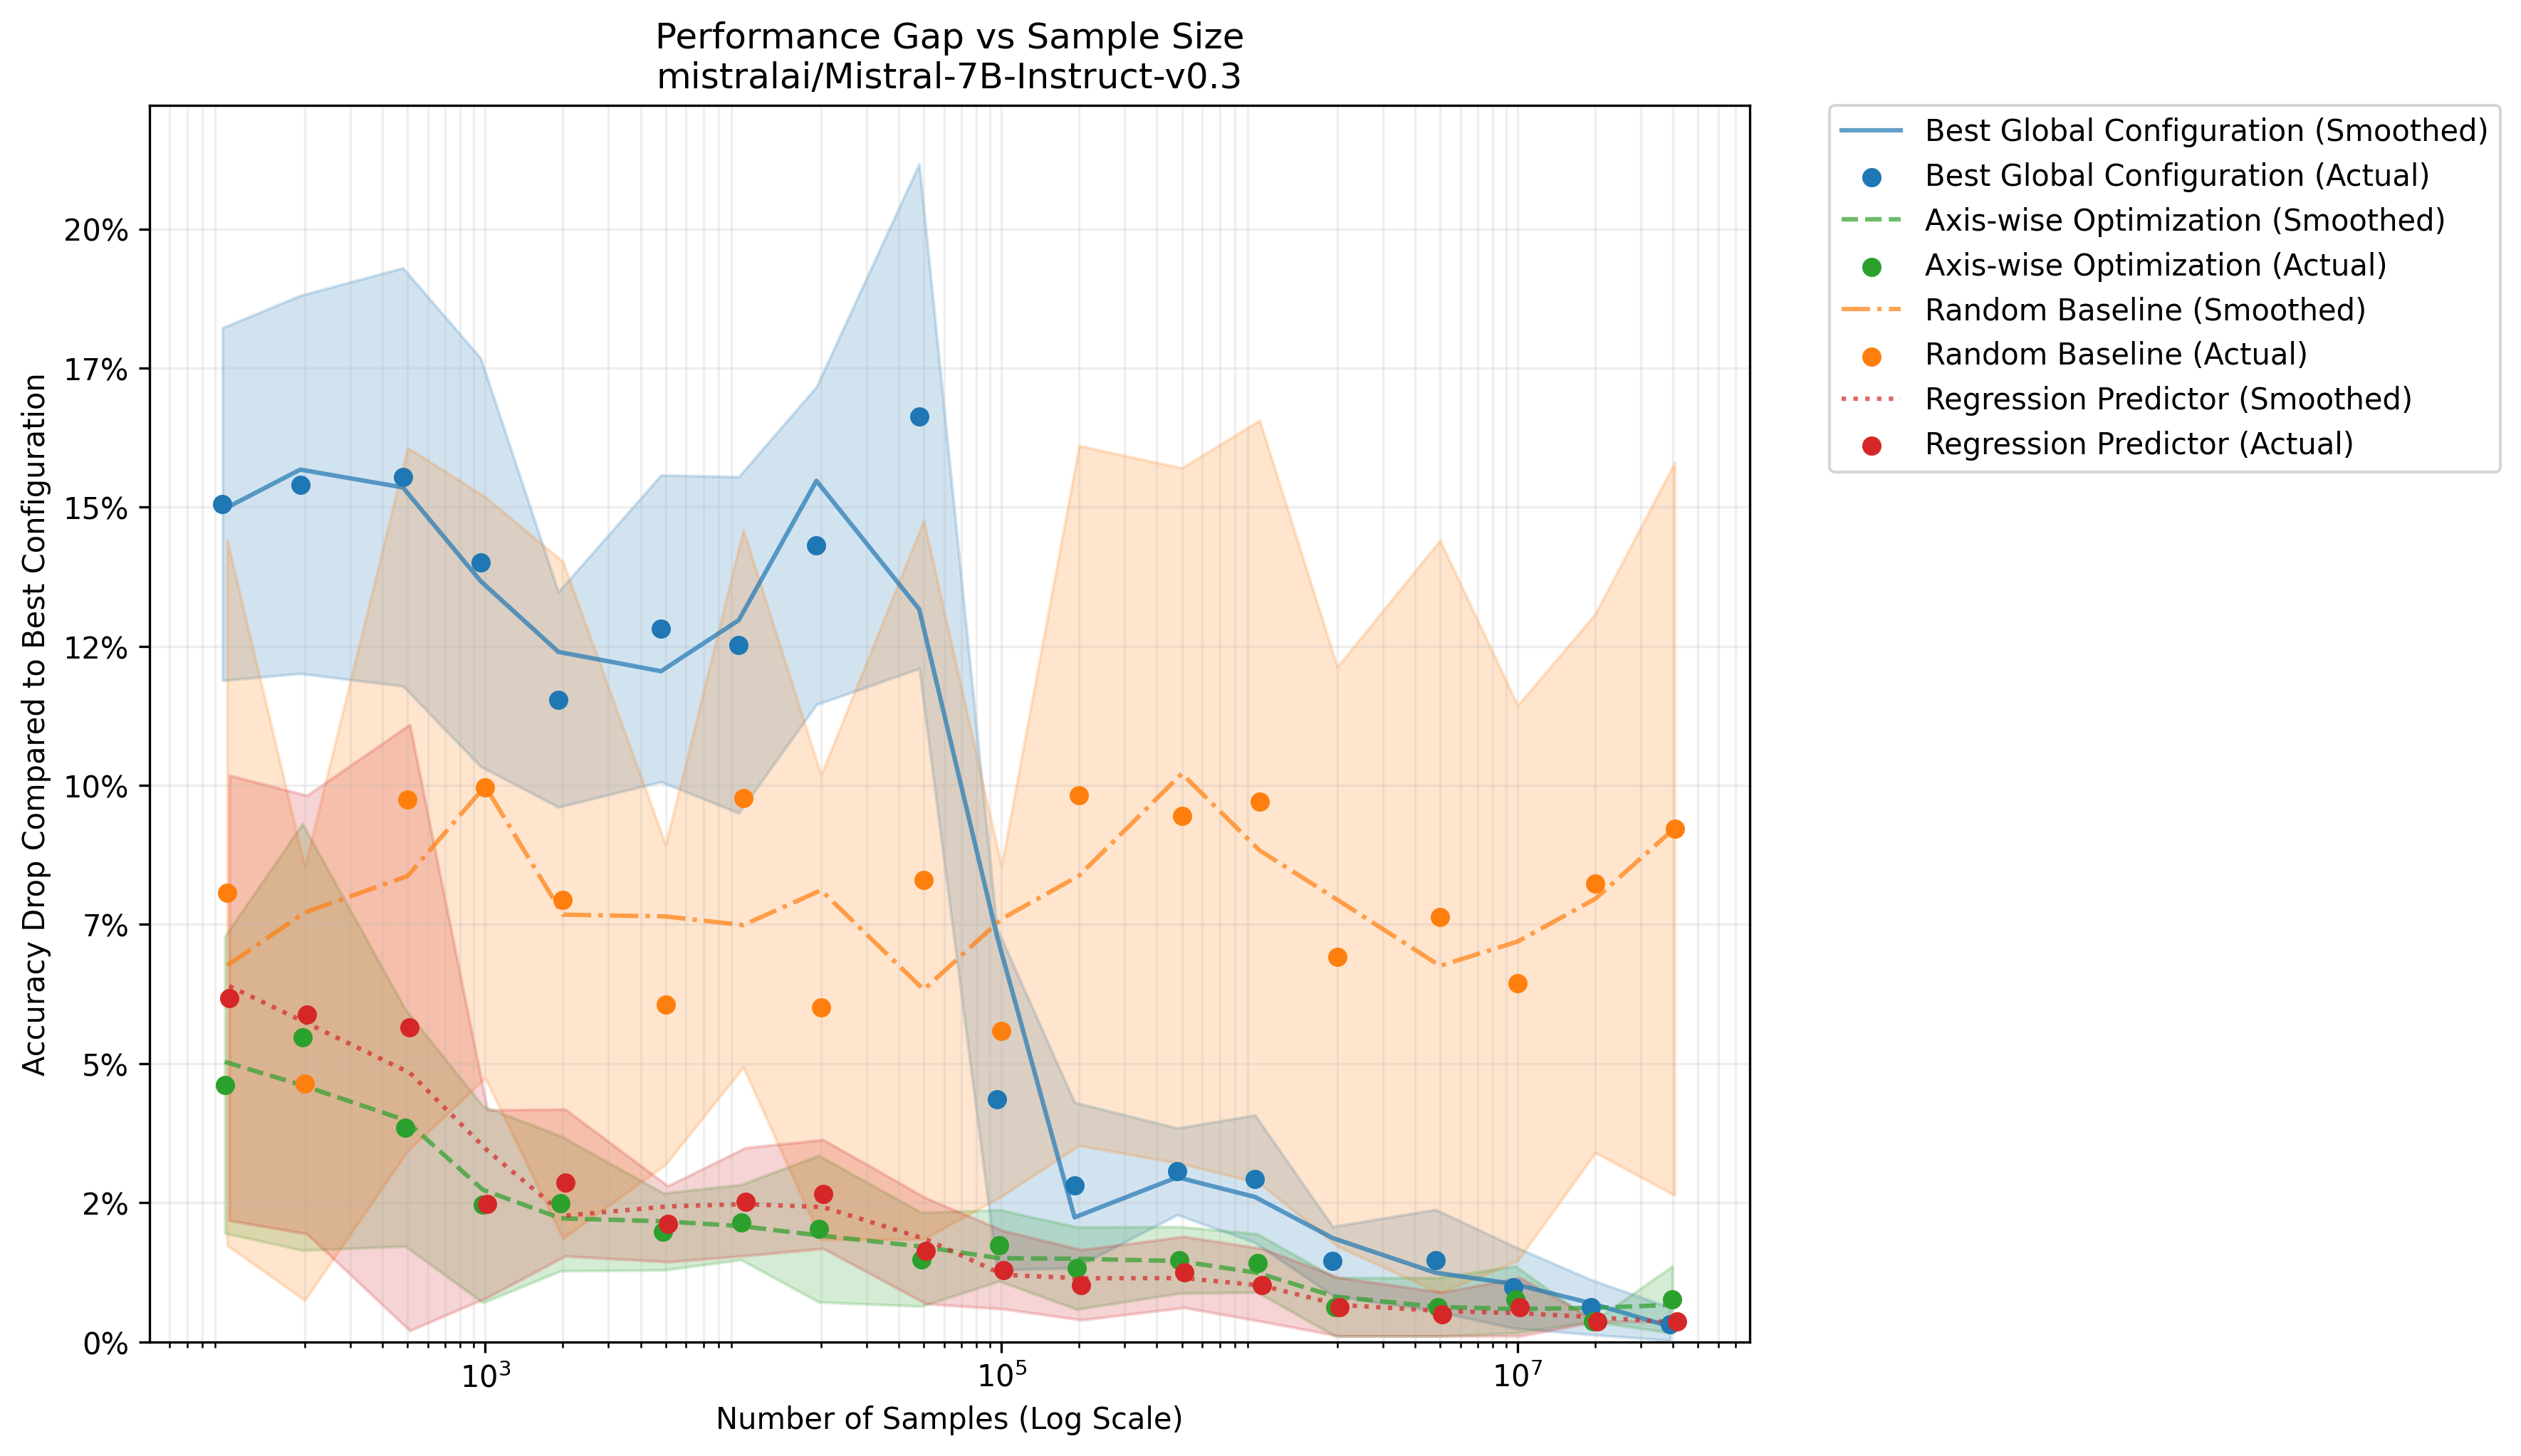 Performance Gap vs Sample Size
mistralai/Mistral-7B-Instruct-v0.3
Accuracy Drop Compared to Best Configuration
20%
17%
15%
12%
10%
7%
5%
2%
0%
10³
10⁵
10⁷
Number of Samples (Log Scale)
Best Global Configuration (Smoothed)
Best Global Configuration (Actual)
Axis-wise Optimization (Smoothed)
Axis-wise Optimization (Actual)
Random Baseline (Smoothed)
Random Baseline (Actual)
Regression Predictor (Smoothed)
Regression Predictor (Actual)